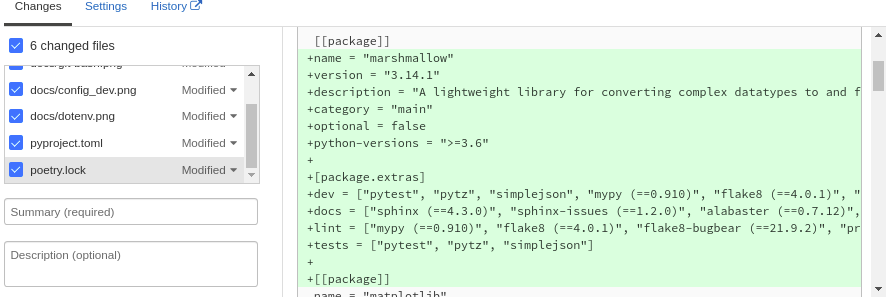 Changes Settings History
6 changed files
docs/config_dev.png Modified
docs/dotenv.png Modified
pyproject.toml Modified
poetry.lock Modified
Summary (required)
Description (optional)
[[package]]
+name = "marshmallow"
+version = "3.14.1"
+description = "A lightweight library for converting complex datatypes to and f
+category = "main"
+optional = false
+python-versions = ">=3.6"
+
+[package.extras]
+dev = ["pytest", "pytz", "simplejson", "mypy (==0.910)", "flake8 (==4.0.1)", "
+docs = ["sphinx (==4.3.0)", "sphinx-issues (==1.2.0)", "alabaster (==0.7.12)",
+lint = ["mypy (==0.910)", "flake8 (==4.0.1)", "flake8-bugbear (==21.9.2)", "pr
+tests = ["pytest", "pytz", "simplejson"]
+
+[[package]]
name = "matplotlib"